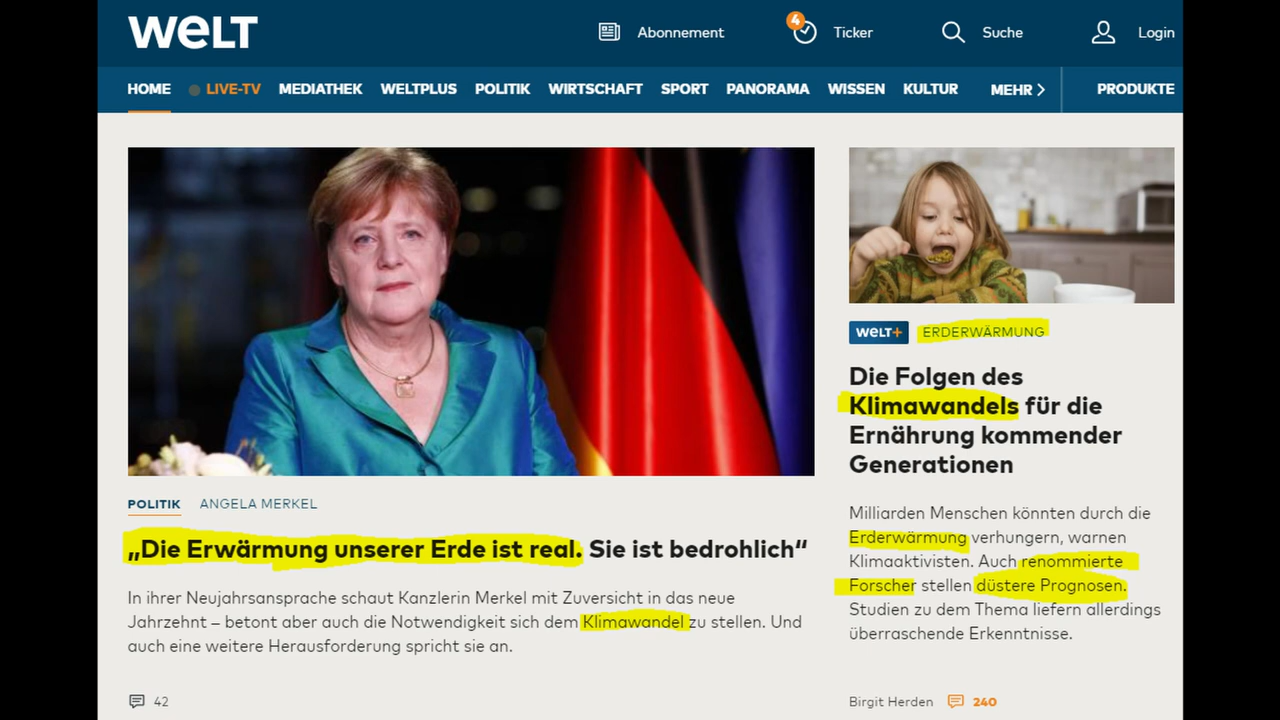 WELT
Abonnement
4
Ticker
Suche
Login
HOME
LIVE-TV
MEDIATHEK
WELTPLUS
POLITIK
WIRTSCHAFT
SPORT
PANORAMA
WISSEN
KULTUR
MEHR
PRODUKTE
POLITIK ANGELA MERKEL
„Die Erwärmung unserer Erde ist real. Sie ist bedrohlich“
In ihrer Neujahrsansprache schaut Kanzlerin Merkel mit Zuversicht in das neue
Jahrzehnt – betont aber auch die Notwendigkeit sich dem Klimawandel zu stellen. Und
auch eine weitere Herausforderung spricht sie an.
42
WELT+ ERDERWÄRMUNG
Die Folgen des
Klimawandels für die
Ernährung kommender
Generationen
Milliarden Menschen könnten durch die
Erderwärmung verhungern, warnen
Klimaaktivisten. Auch renommierte
Forscher stellen düstere Prognosen.
Studien zu dem Thema liefern allerdings
überraschende Erkenntnisse.
Birgit Herden 240